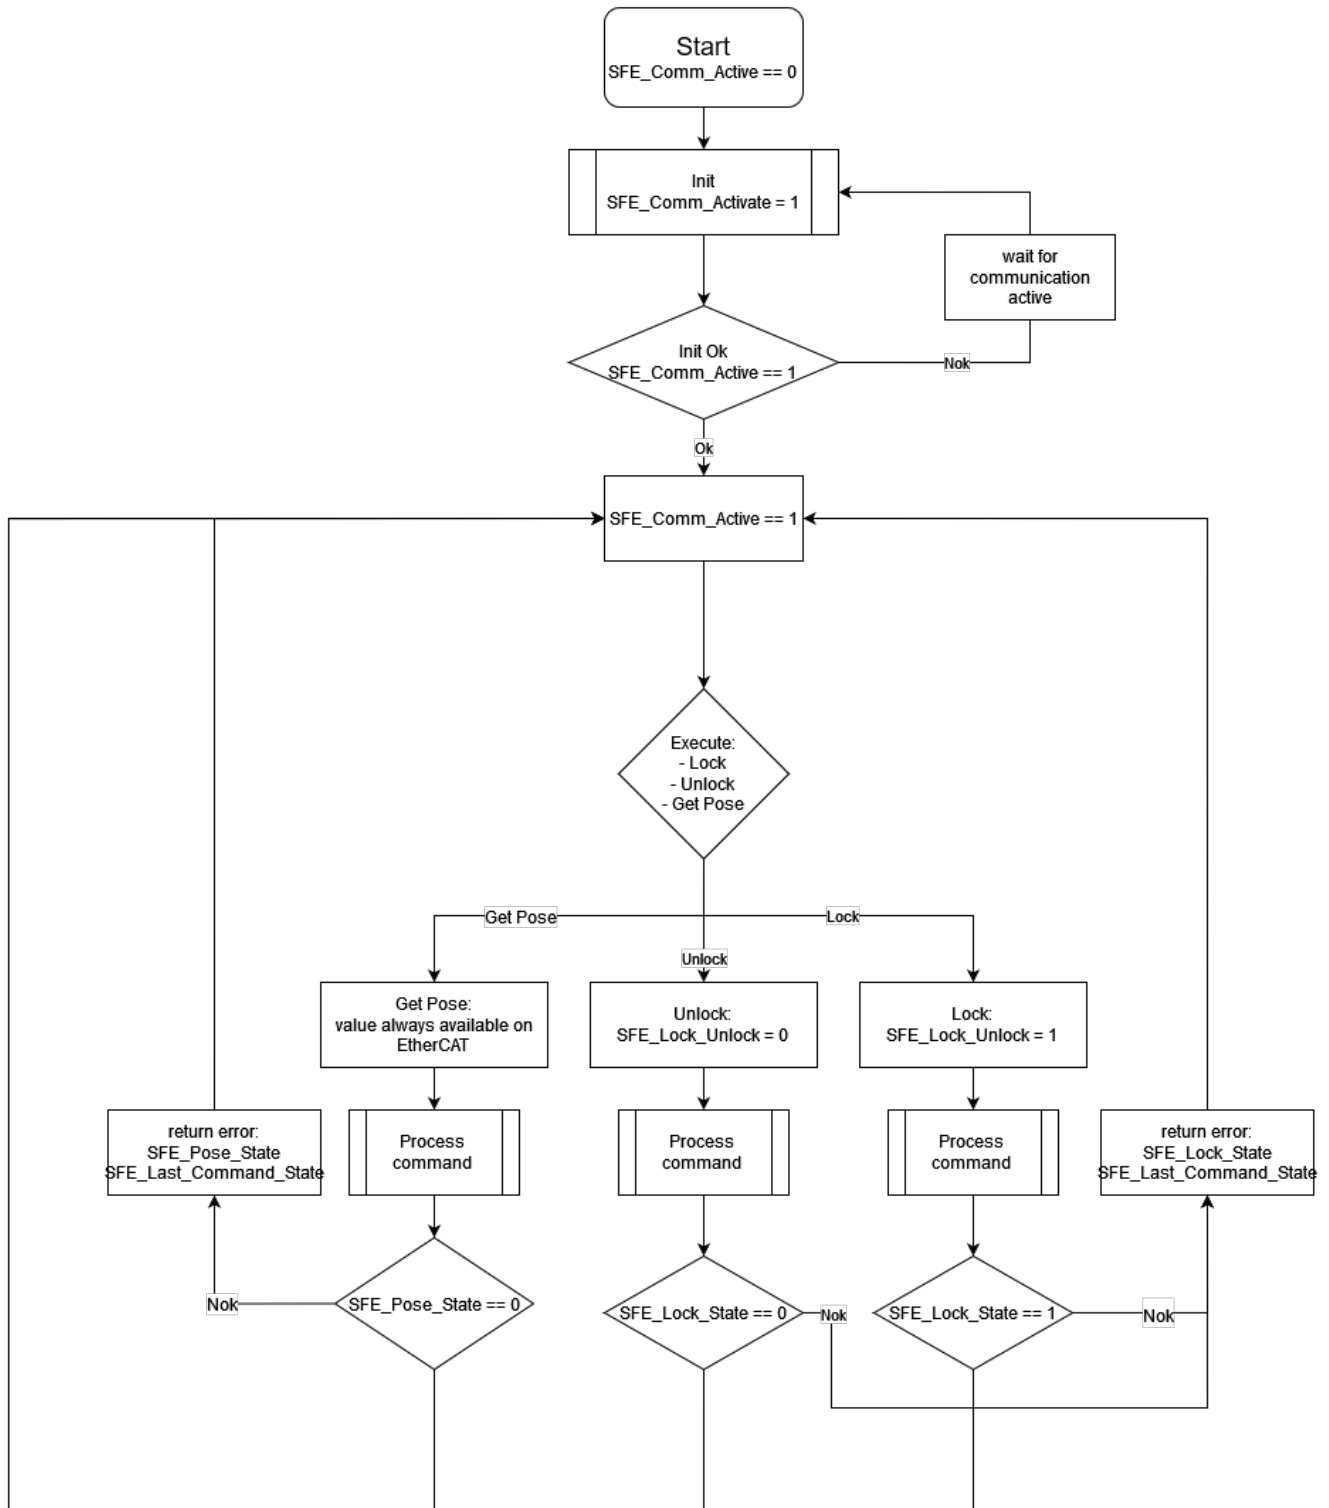 Start
SFE_Comm_Active == 0
Init
SFE_Comm_Activate = 1
wait for
communication
active
Init Ok
SFE_Comm_Active == 1
Nok
Ok
SFE_Comm_Active == 1
Execute:
- Lock
- Unlock
- Get Pose
Get Pose
Lock
Unlock
Get Pose:
value always available on
EtherCAT
Unlock:
SFE_Lock_Unlock = 0
Lock:
SFE_Lock_Unlock = 1
return error:
SFE_Pose_State
SFE_Last_Command_State
Process
command
Process
command
Process
command
return error:
SFE_Lock_State
SFE_Last_Command_State
Nok
SFE_Pose_State == 0
SFE_Lock_State == 0
Nok
SFE_Lock_State == 1
Nok